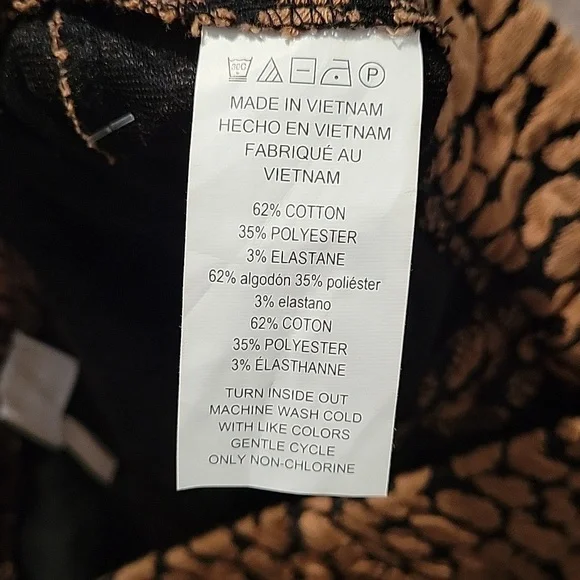 30C
P
MADE IN VIETNAM
HECHO EN VIETNAM
FABRIQUÉ AU
VIETNAM
62% COTTON
35% POLYESTER
3% ELASTANE
62% algodón 35% poliéster
3% elastano
62% COTON
35% POLYESTER
3% ÉLASTHANNE
TURN INSIDE OUT
MACHINE WASH COLD
WITH LIKE COLORS
GENTLE CYCLE
ONLY NON-CHLORINE